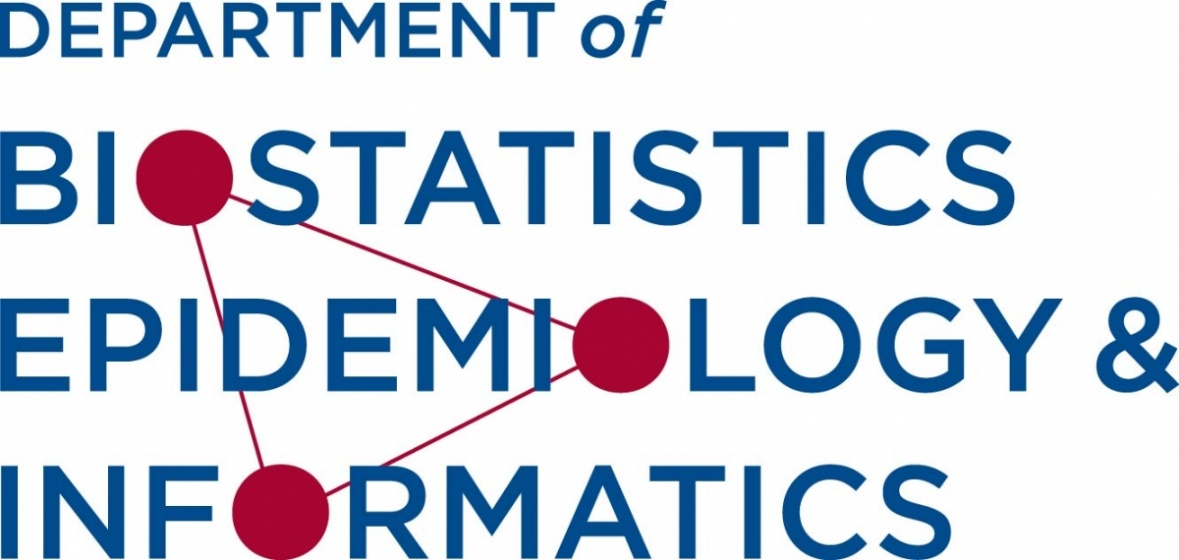 DEPARTMENT of
BIOSTATISTICS
EPIDEMIOLOGY &
INFORMATICS